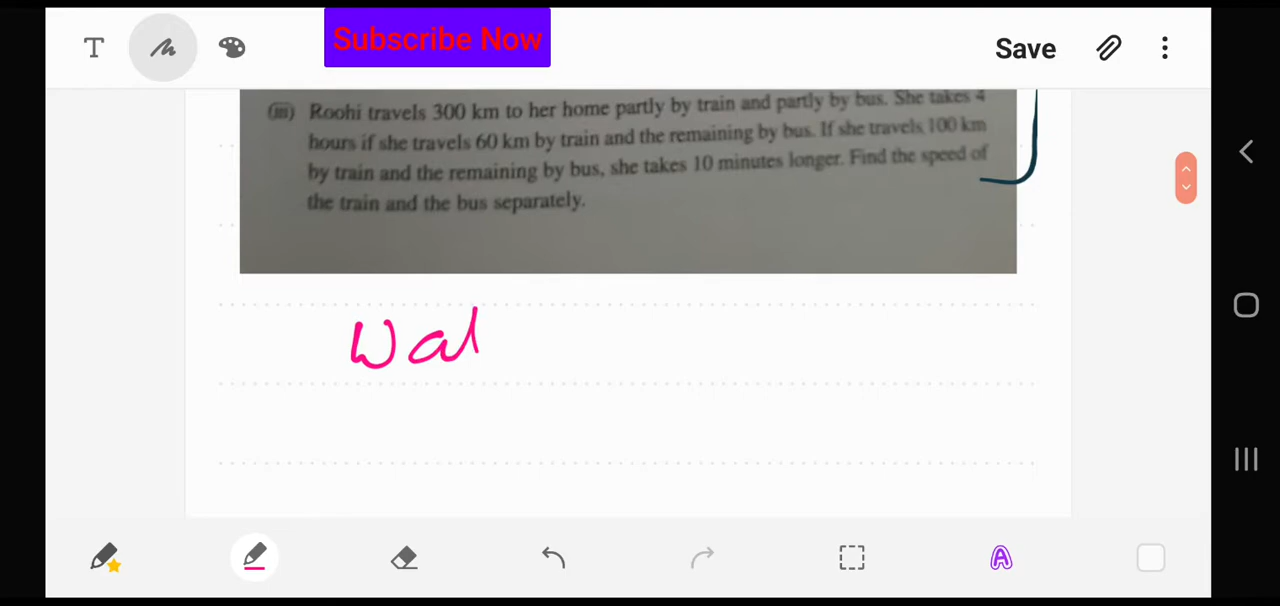 T
Subscribe Now
Save
(iii) Roohi travels 300 km to her home partly by train and partly by bus. She takes 4
hours if she travels 60 km by train and the remaining by bus. If she travels 100 km
by train and the remaining by bus, she takes 10 minutes longer. Find the speed of
the train and the bus separately.
Wal
A